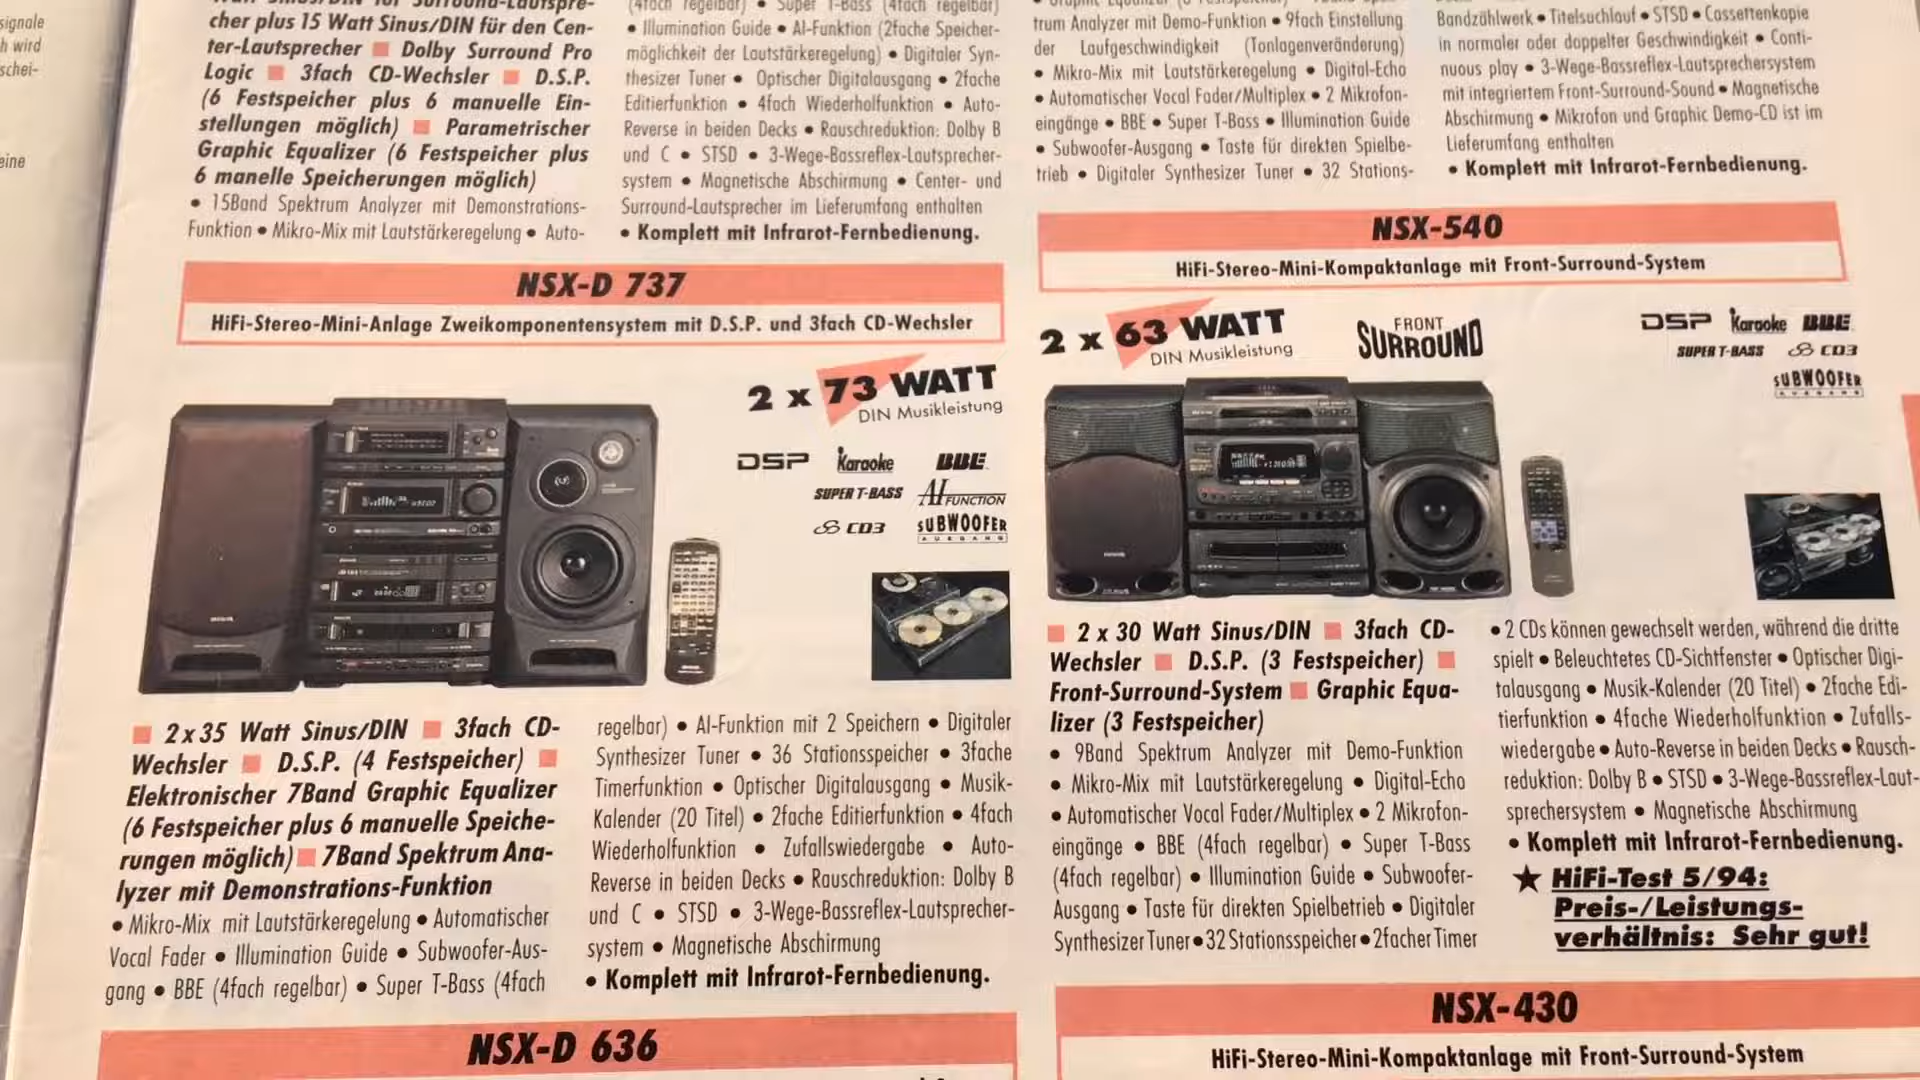 signale
h wird
schei-
eine
cher plus 15 Watt Sinus/DIN für den Cen-
ter-Lautsprecher ■ Dolby Surround Pro
Logic ■ 3fach CD-Wechsler ■ D.S.P.
(6 Festspeicher plus 6 manuelle Ein-
stellungen möglich) ■ Parametrischer
Graphic Equalizer (6 Festspeicher plus
6 manelle Speicherungen möglich)
• 15Band Spektrum Analyzer mit Demonstrations-
Funktion • Mikro-Mix mit Lautstärkeregelung • Auto-
(4fach regelbar) • Super T-Bass (4fach regelbar)
• Illumination Guide • AI-Funktion (2fache Speicher-
möglichkeit der Lautstärkeregelung) • Digitaler Syn-
thesizer Tuner • Optischer Digitalausgang • 2fache
Editierfunktion • 4fach Wiederholfunktion • Auto-
Reverse in beiden Decks • Rauschreduktion: Dolby B
und C • STSD • 3-Wege-Bassreflex-Lautsprecher-
system • Magnetische Abschirmung • Center- und
Surround-Lautsprecher im Lieferumfang enthalten
• Komplett mit Infrarot-Fernbedienung.
NSX-D 737
HiFi-Stereo-Mini-Anlage Zweikomponentensystem mit D.S.P. und 3fach CD-Wechsler
2 x 73 WATT
DIN Musikleistung
DSP Karaoke BBE
SUPER T-BASS AI FUNCTION
CD3 SUBWOOFER
AUSGANG
■ 2x35 Watt Sinus/DIN ■ 3fach CD-
Wechsler ■ D.S.P. (4 Festspeicher) ■
Elektronischer 7Band Graphic Equalizer
(6 Festspeicher plus 6 manuelle Speiche-
rungen möglich) ■ 7Band Spektrum Ana-
lyzer mit Demonstrations-Funktion
• Mikro-Mix mit Lautstärkeregelung • Automatischer
Vocal Fader • Illumination Guide • Subwoofer-Aus-
gang • BBE (4fach regelbar) • Super T-Bass (4fach
regelbar) • AI-Funktion mit 2 Speichern • Digitaler
Synthesizer Tuner • 36 Stationsspeicher • 3fache
Timerfunktion • Optischer Digitalausgang • Musik-
Kalender (20 Titel) • 2fache Editierfunktion • 4fach
Wiederholfunktion • Zufallswiedergabe • Auto-
Reverse in beiden Decks • Rauschreduktion: Dolby B
und C • STSD • 3-Wege-Bassreflex-Lautsprecher-
system • Magnetische Abschirmung
• Komplett mit Infrarot-Fernbedienung.
NSX-D 636
trum Analyzer mit Demo-Funktion • 9fach Einstellung
der Laufgeschwindigkeit (Tonlagenveränderung)
• Mikro-Mix mit Lautstärkeregelung • Digital-Echo
• Automatischer Vocal Fader/Multiplex • 2 Mikrofon-
eingänge • BBE • Super T-Bass • Illumination Guide
• Subwoofer-Ausgang • Taste für direkten Spielbe-
trieb • Digitaler Synthesizer Tuner • 32 Stations-
Bandzählwerk • Titelsuchlauf • STSD • Cassettenkopie
in normaler oder doppelter Geschwindigkeit • Conti-
nuous play • 3-Wege-Bassreflex-Lautsprechersystem
mit integriertem Front-Surround-Sound • Magnetische
Abschirmung • Mikrofon und Graphic Demo-CD ist im
Lieferumfang enthalten
• Komplett mit Infrarot-Fernbedienung.
NSX-540
HiFi-Stereo-Mini-Kompaktanlage mit Front-Surround-System
2 x 63 WATT
DIN Musikleistung
FRONT
SURROUND
DSP Karaoke BBE
SUPER T-BASS CD3
SUBWOOFER
AUSGANG
■ 2 x 30 Watt Sinus/DIN ■ 3fach CD-
Wechsler ■ D.S.P. (3 Festspeicher) ■
Front-Surround-System ■ Graphic Equa-
lizer (3 Festspeicher)
• 9Band Spektrum Analyzer mit Demo-Funktion
• Mikro-Mix mit Lautstärkeregelung • Digital-Echo
• Automatischer Vocal Fader/Multiplex • 2 Mikrofon-
eingänge • BBE (4fach regelbar) • Super T-Bass
(4fach regelbar) • Illumination Guide • Subwoofer-
Ausgang • Taste für direkten Spielbetrieb • Digitaler
Synthesizer Tuner • 32 Stationsspeicher • 2facher Timer
• 2 CDs können gewechselt werden, während die dritte
spielt • Beleuchtetes CD-Sichtfenster • Optischer Digi-
talausgang • Musik-Kalender (20 Titel) • 2fache Edi-
tierfunktion • 4fache Wiederholfunktion • Zufalls-
wiedergabe • Auto-Reverse in beiden Decks • Rausch-
reduktion: Dolby B • STSD • 3-Wege-Bassreflex-Laut-
sprechersystem • Magnetische Abschirmung
• Komplett mit Infrarot-Fernbedienung.
★ HiFi-Test 5/94:
Preis-/Leistungs-
verhältnis: Sehr gut!
NSX-430
HiFi-Stereo-Mini-Kompaktanlage mit Front-Surround-System